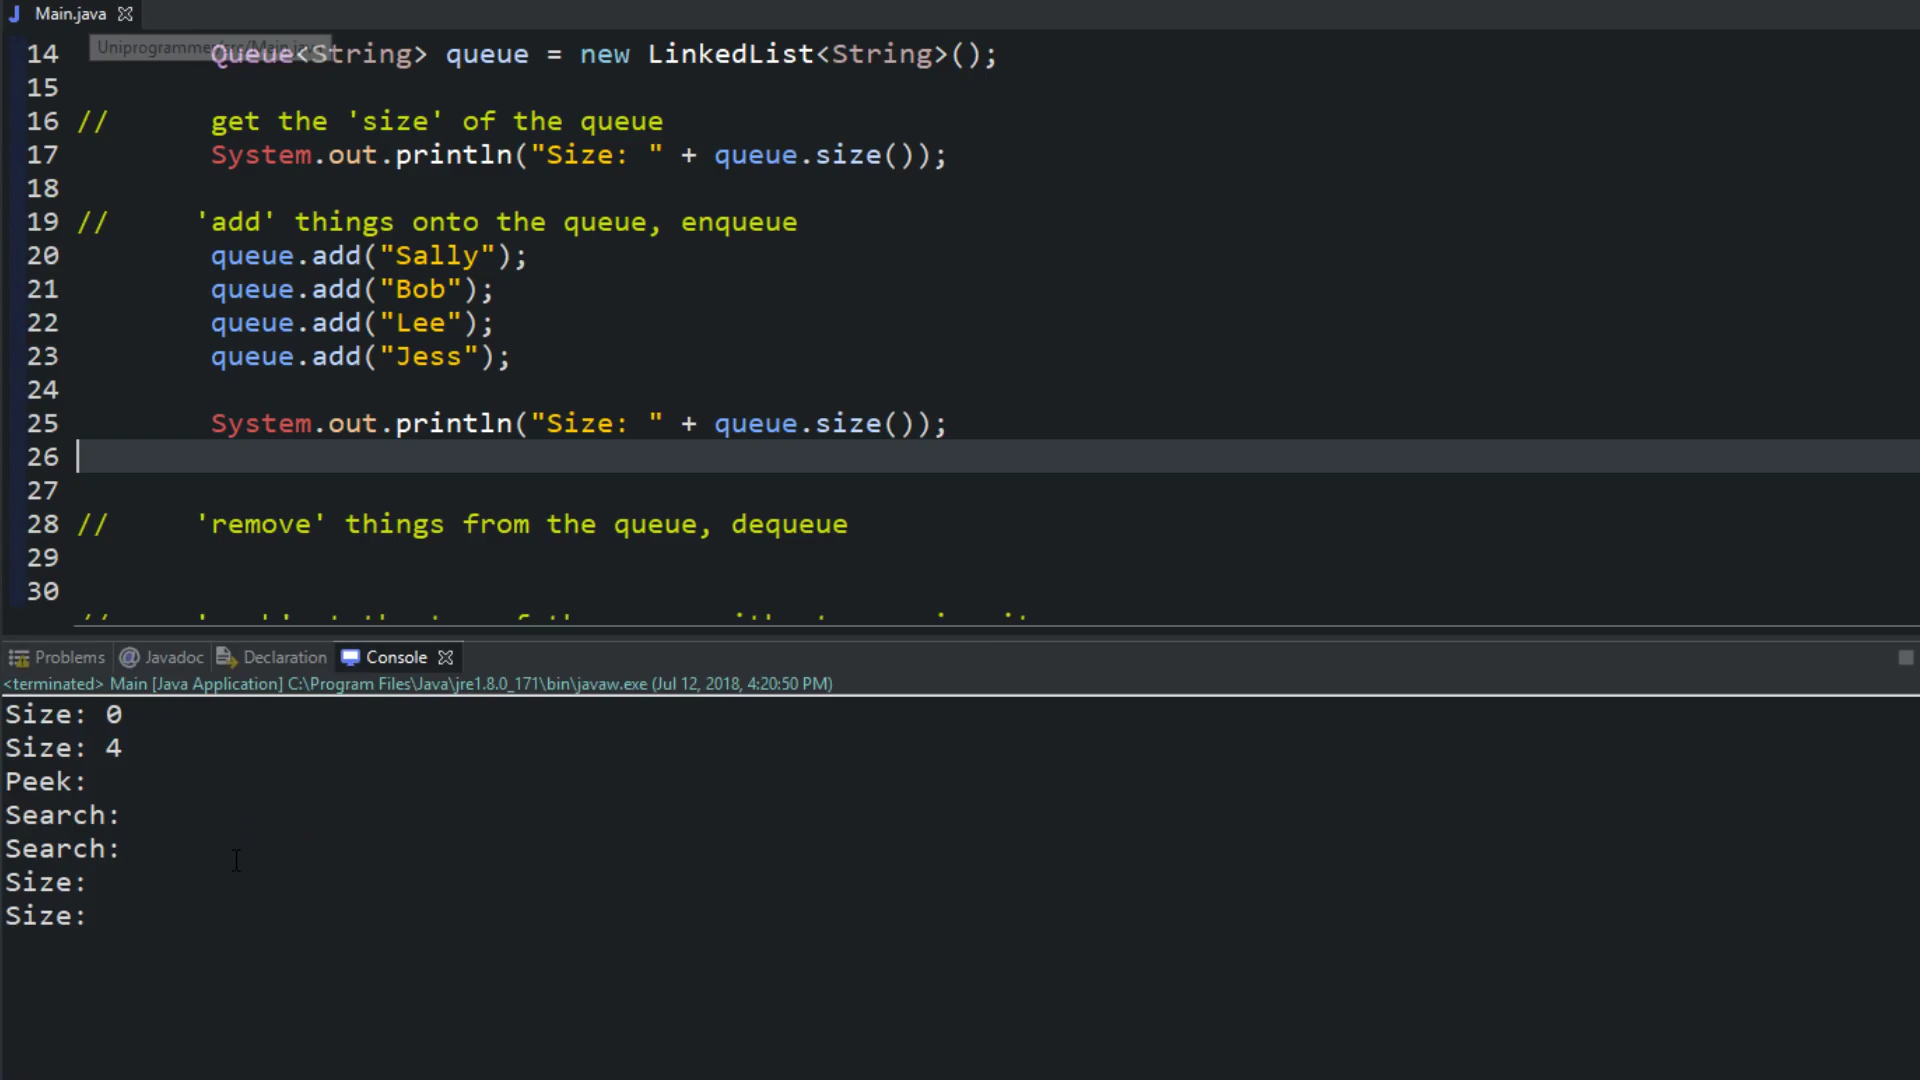 Main.java
Uniprogrammer/src/Main.java
14 Queue<String> queue = new LinkedList<String>();
15
16 // get the 'size' of the queue
17 System.out.println("Size: " + queue.size());
18
19 // 'add' things onto the queue, enqueue
20 queue.add("Sally");
21 queue.add("Bob");
22 queue.add("Lee");
23 queue.add("Jess");
24
25 System.out.println("Size: " + queue.size());
26
27
28 // 'remove' things from the queue, dequeue
29
30
Problems Javadoc Declaration Console
<terminated> Main [Java Application] C:\Program Files\Java\jre1.8.0_171\bin\javaw.exe (Jul 12, 2018, 4:20:50 PM)
Size: 0
Size: 4
Peek:
Search:
Search:
Size:
Size: